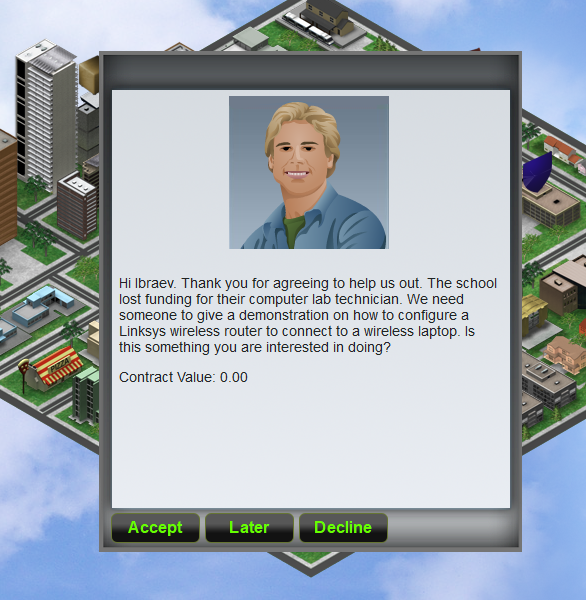 Hi Ibraev. Thank you for agreeing to help us out. The school
lost funding for their computer lab technician. We need
someone to give a demonstration on how to configure a
Linksys wireless router to connect to a wireless laptop. Is
this something you are interested in doing?
Contract Value: 0.00
PIZZA
Accept Later Decline